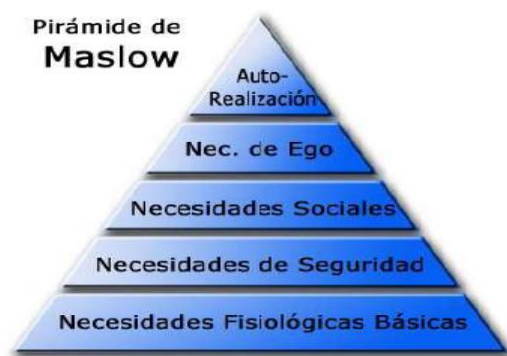 Pirámide de
Maslow
Auto-
Realización
Nec. de Ego
Necesidades Sociales
Necesidades de Seguridad
Necesidades Fisiológicas Básicas